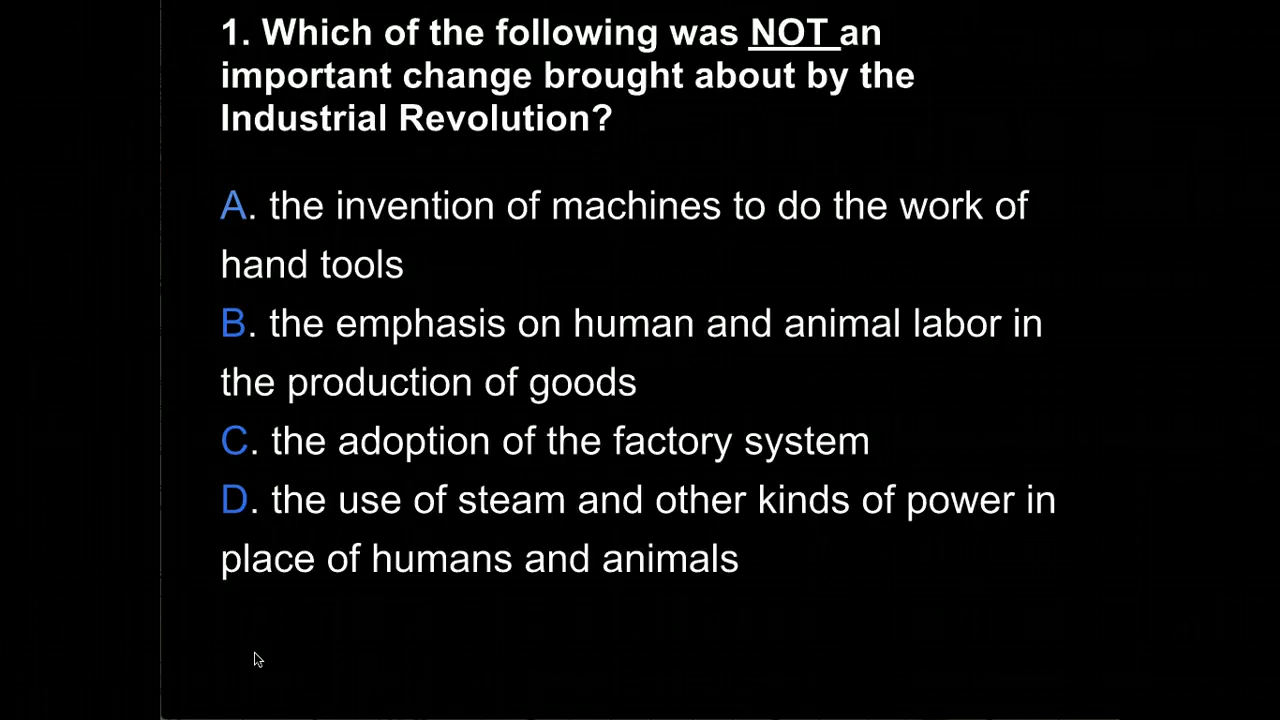 1. Which of the following was NOT an
important change brought about by the
Industrial Revolution?
A. the invention of machines to do the work of
hand tools
B. the emphasis on human and animal labor in
the production of goods
C. the adoption of the factory system
D. the use of steam and other kinds of power in
place of humans and animals